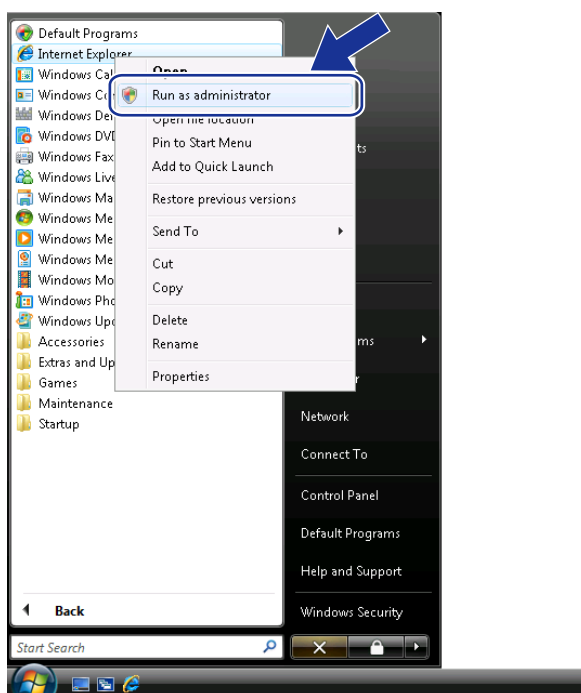 Default Programs
Internet Explorer
Windows Cal
Windows Co
Windows De
Windows DVD
Windows Fax
Windows Live
Windows Ma
Windows Me
Windows Me
Windows Me
Windows Mo
Windows Pho
Windows Upd
Accessories
Extras and Up
Games
Maintenance
Startup
Back
Start Search
Open
Run as administrator
Open file location
Pin to Start Menu
Add to Quick Launch
Restore previous versions
Send To
Cut
Copy
Delete
Rename
Properties
ts
ms
r
Network
Connect To
Control Panel
Default Programs
Help and Support
Windows Security